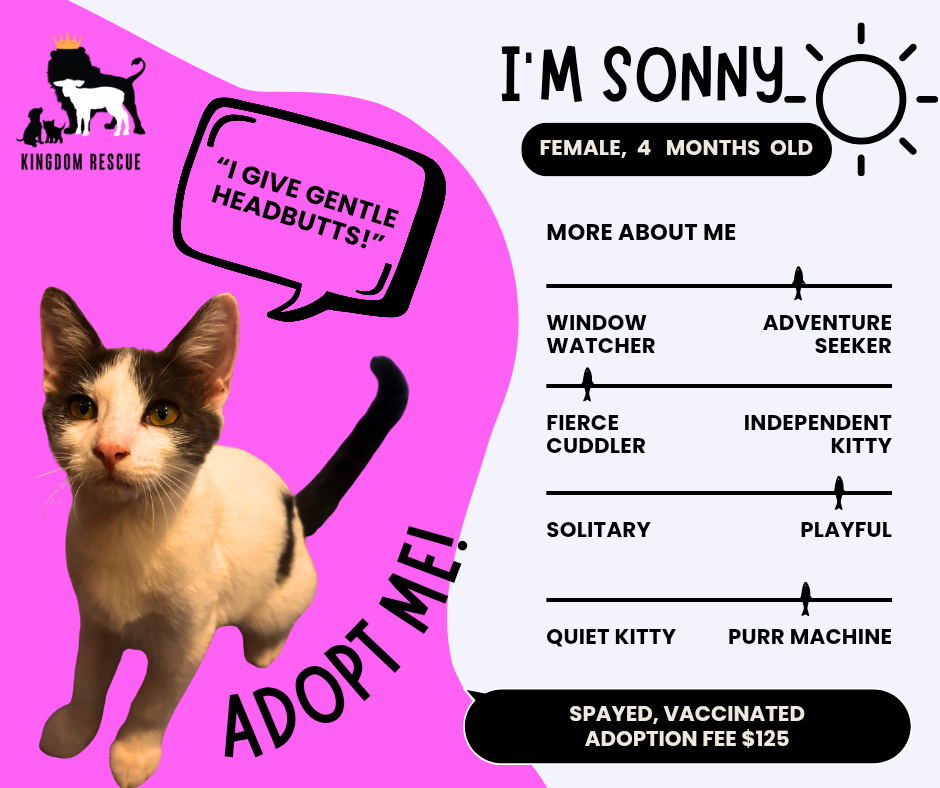 KINGDOM RESCUE
“I GIVE GENTLE
HEADBUTTS!”
ADOPT ME!
I'M SONNY
FEMALE, 4 MONTHS OLD
MORE ABOUT ME
WINDOW WATCHER
ADVENTURE SEEKER
FIERCE CUDDLER
INDEPENDENT KITTY
SOLITARY
PLAYFUL
QUIET KITTY
PURR MACHINE
SPAYED, VACCINATED
ADOPTION FEE $125